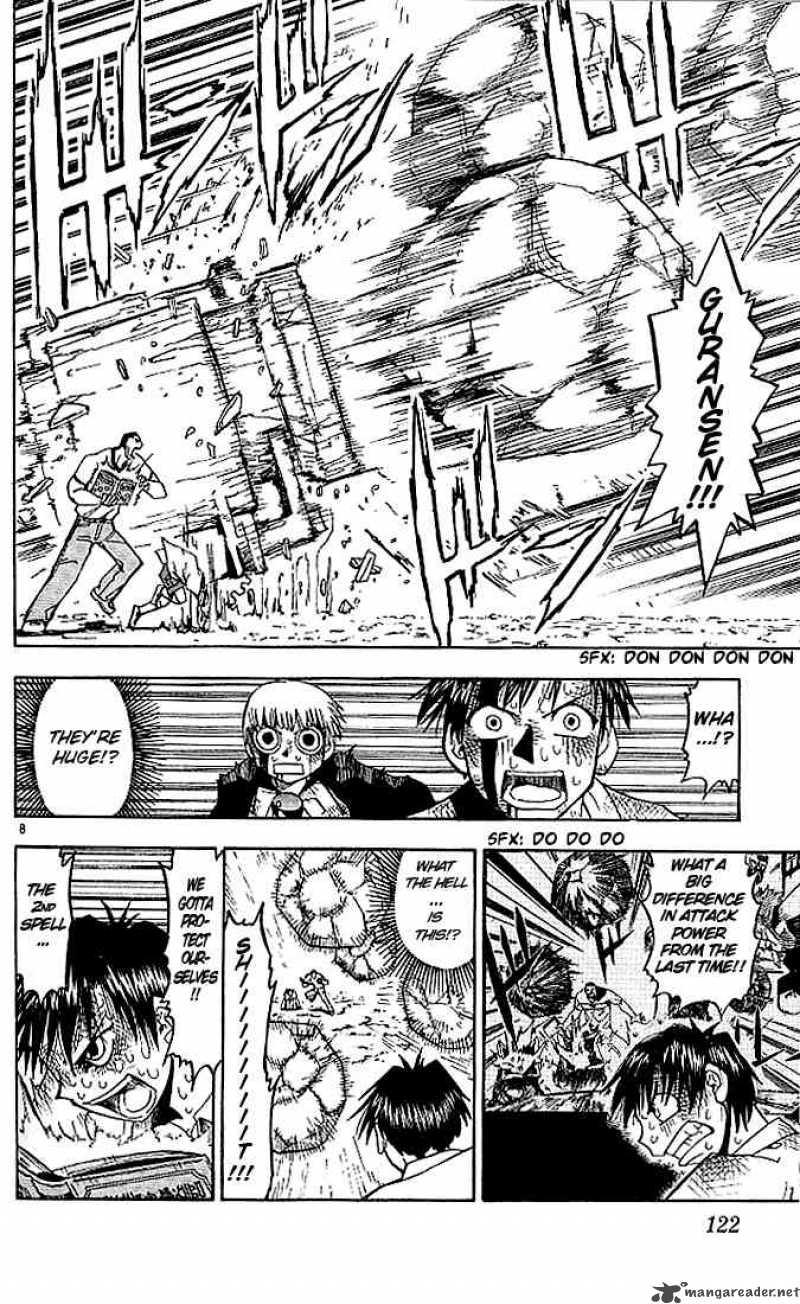 GURANSEN!!!
SFX: DON DON DON DON
WHA
...!?
THEY'RE
HUGE!?
8
SFX: DO DO DO
WHAT A
BIG
DIFFERENCE
IN ATTACK
POWER
FROM THE
LAST TIME!!
WHAT
THE HELL
...
IS
THIS!?
SHIIIIIIIIT!!!
WE
GOTTA
PRO-
TECT
OUR-
SELVES
!!
THE
2ND
SPELL
...
122
mangareader.net